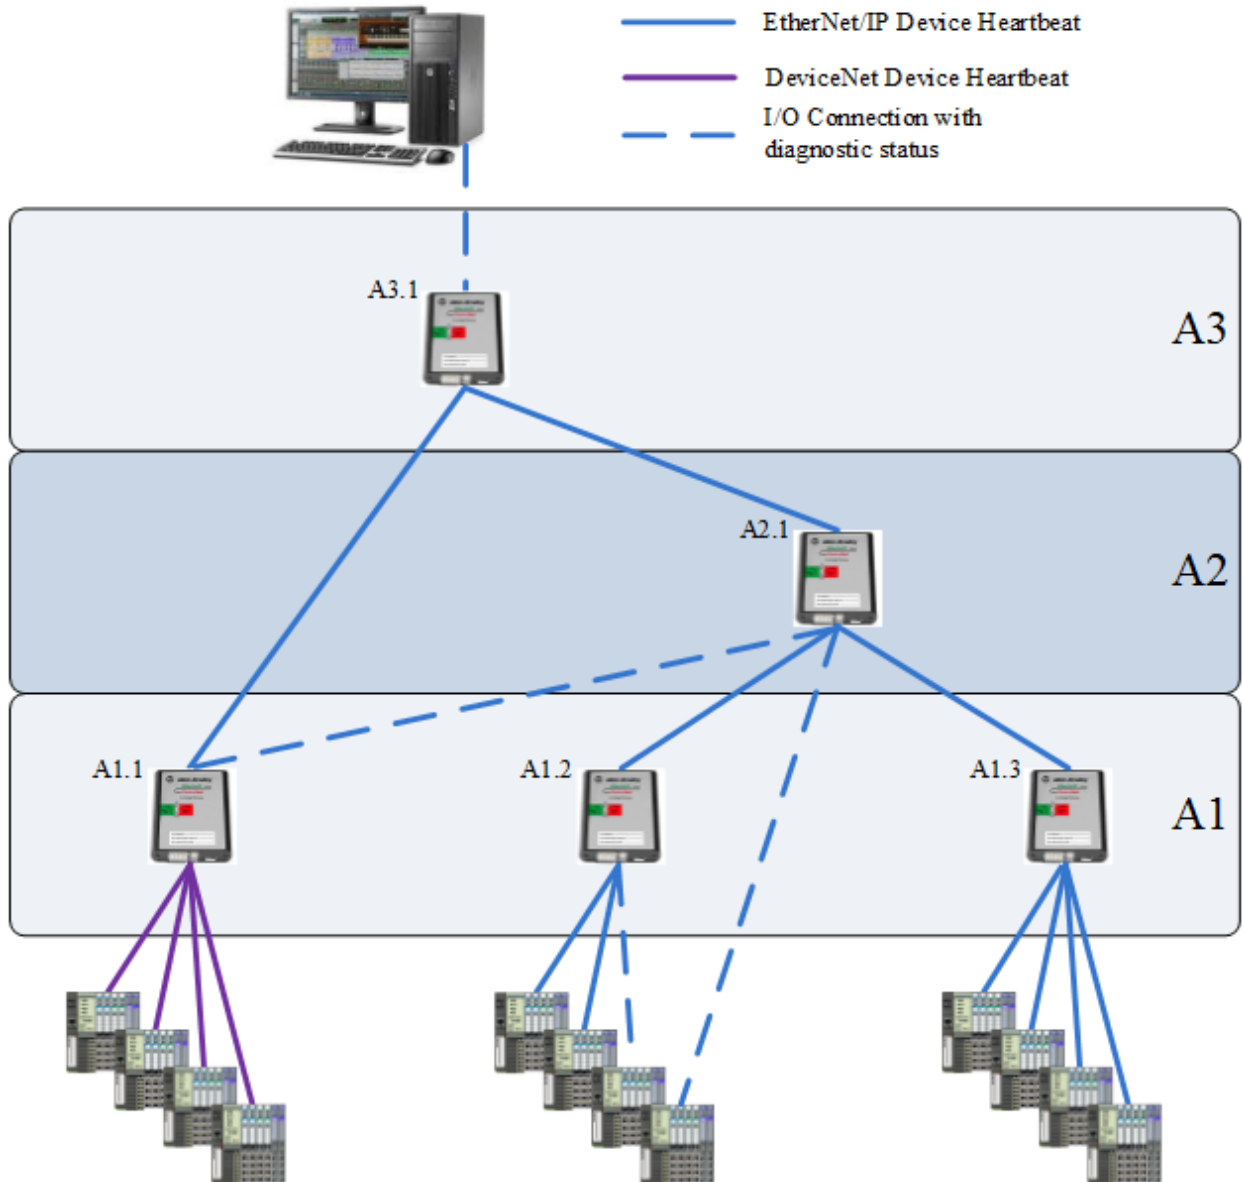 EtherNet/IP Device Heartbeat
DeviceNet Device Heartbeat
I/O Connection with
diagnostic status
A3.1
A3
A2.1
A2
A1.1
A1.2
A1.3
A1